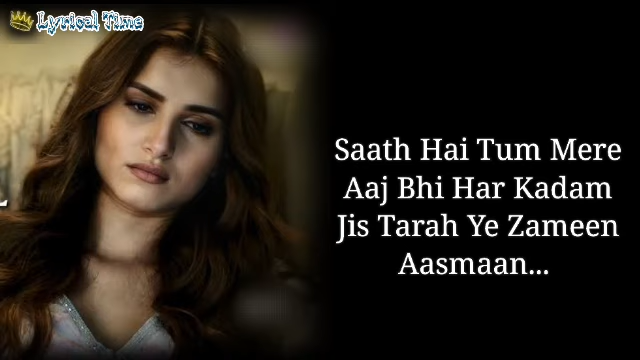 Lyrical Time
Saath Hai Tum Mere
Aaj Bhi Har Kadam
Jis Tarah Ye Zameen
Aasmaan...